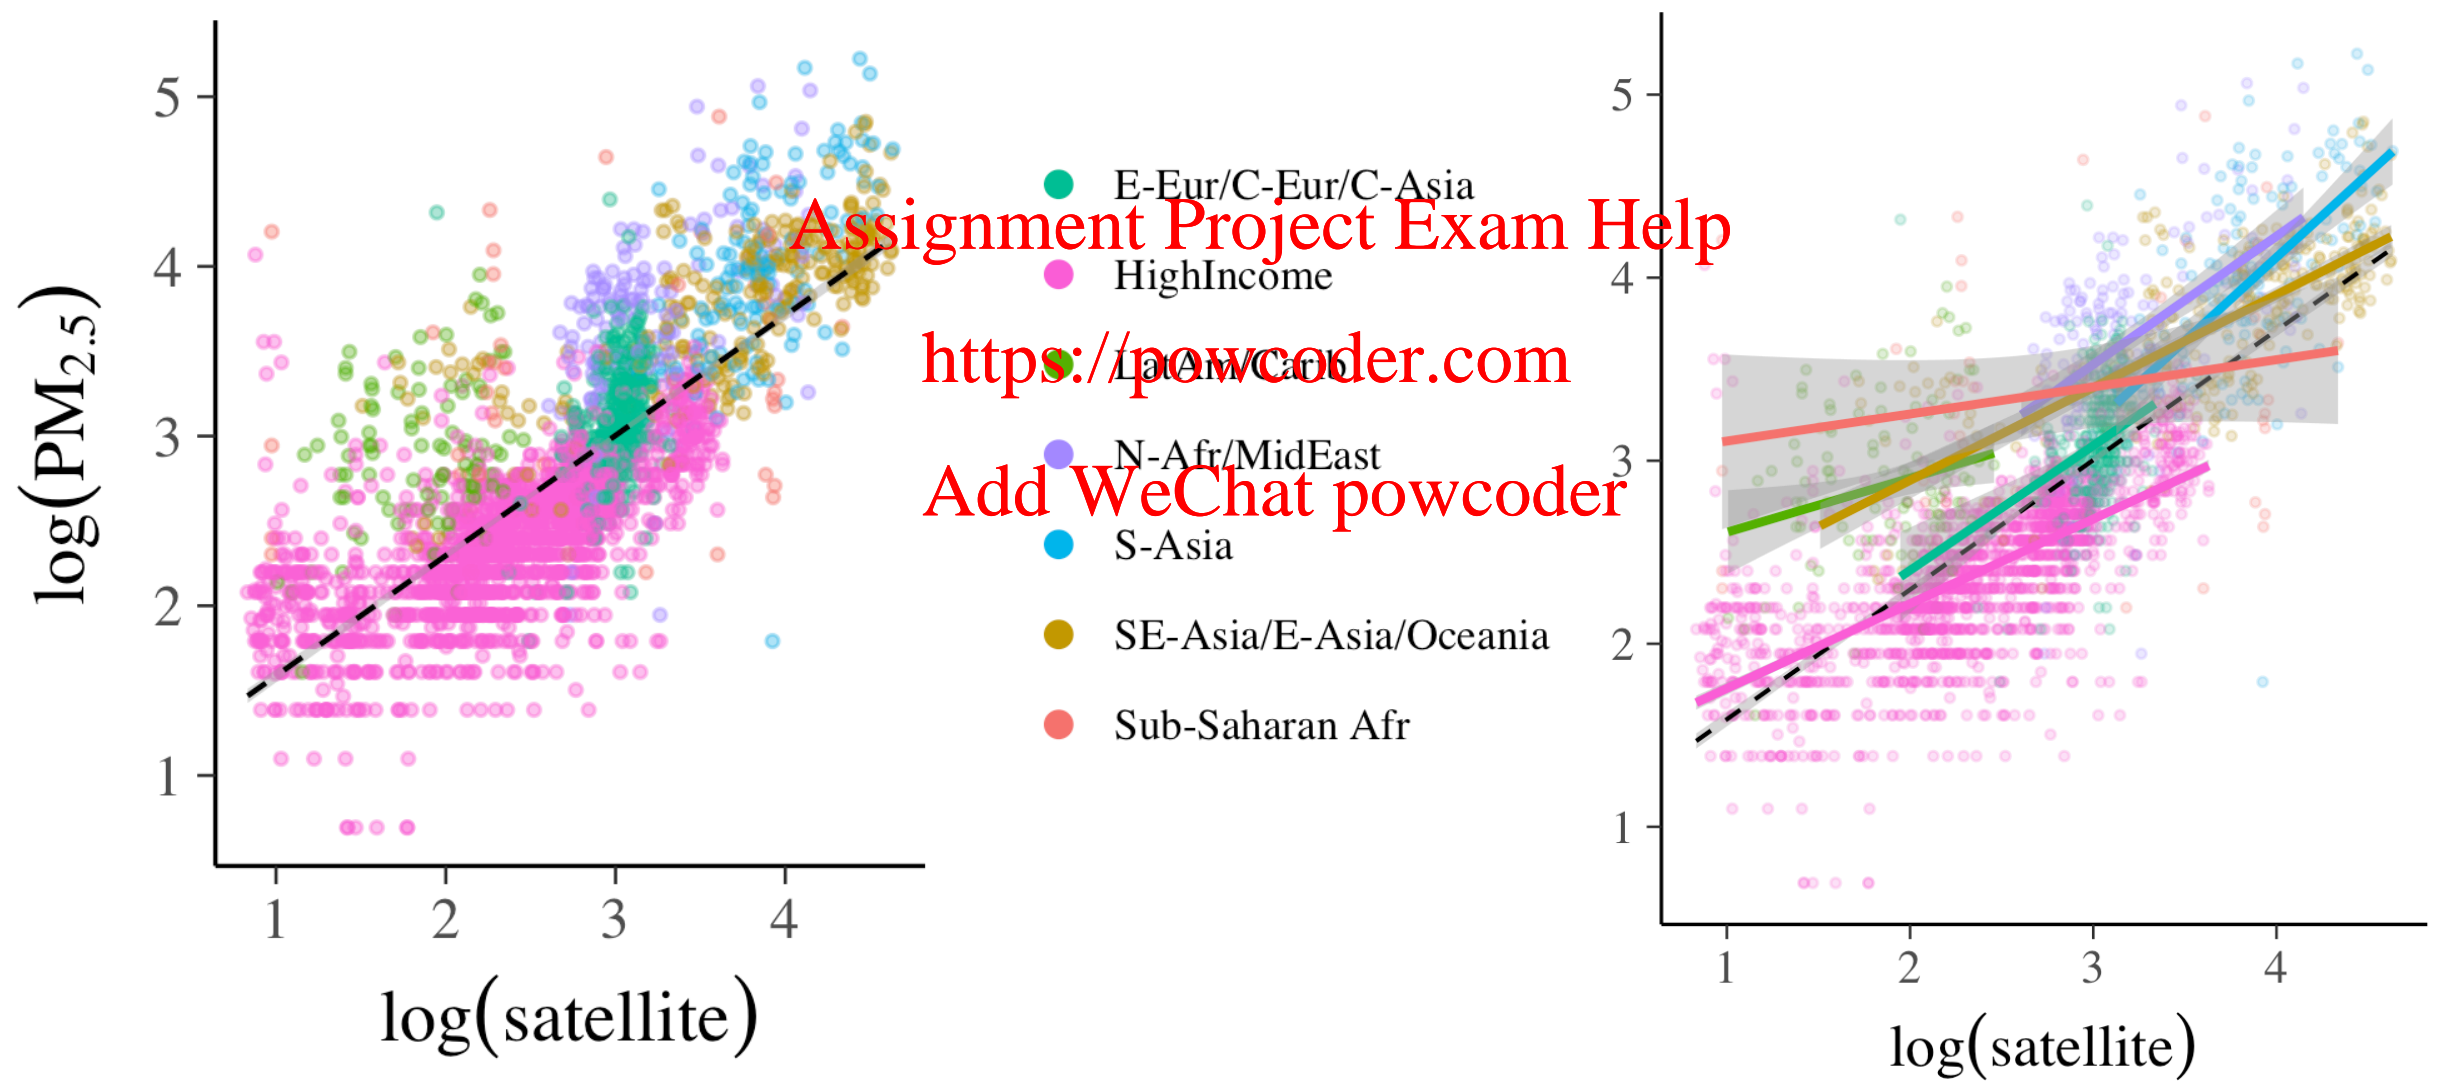 log(PM2.5)
5
4
3
2
1
1 2 3 4
log(satellite)
E-Eur/C-Eur/C-Asia
Assignment Project Exam Help
HighIncome
https://powcoder.com
LatAm/Carib
N-Afr/MidEast
Add WeChat powcoder
S-Asia
SE-Asia/E-Asia/Oceania
Sub-Saharan Afr
5
4
3
2
1
1 2 3 4
log(satellite)